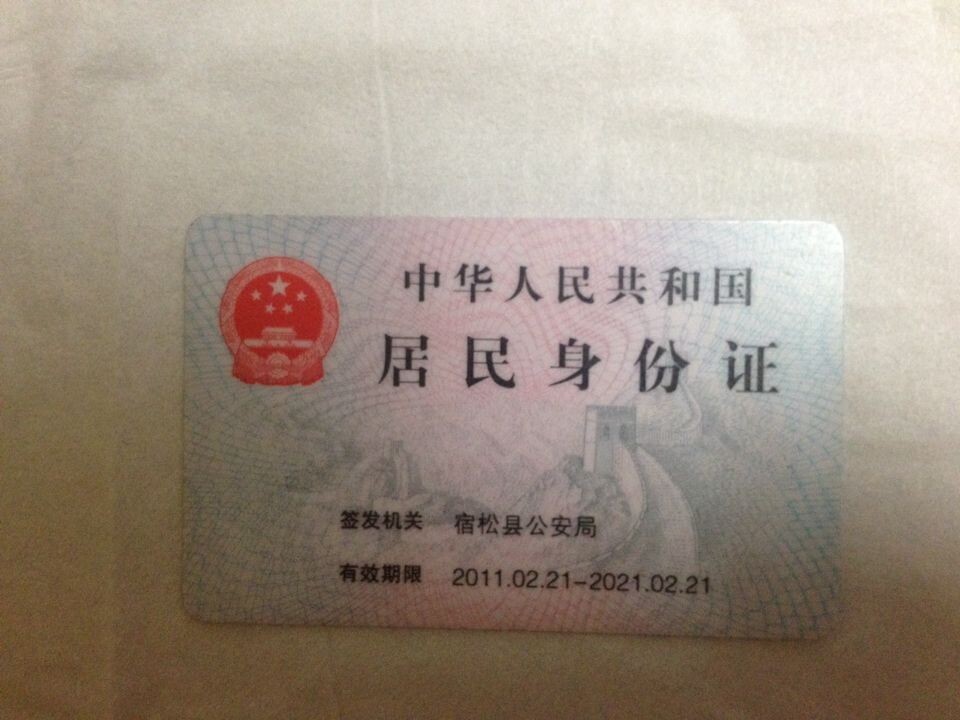 中华人民共和国
居民身份证
签发机关 宿松县公安局
有效期限 2011.02.21-2021.02.21